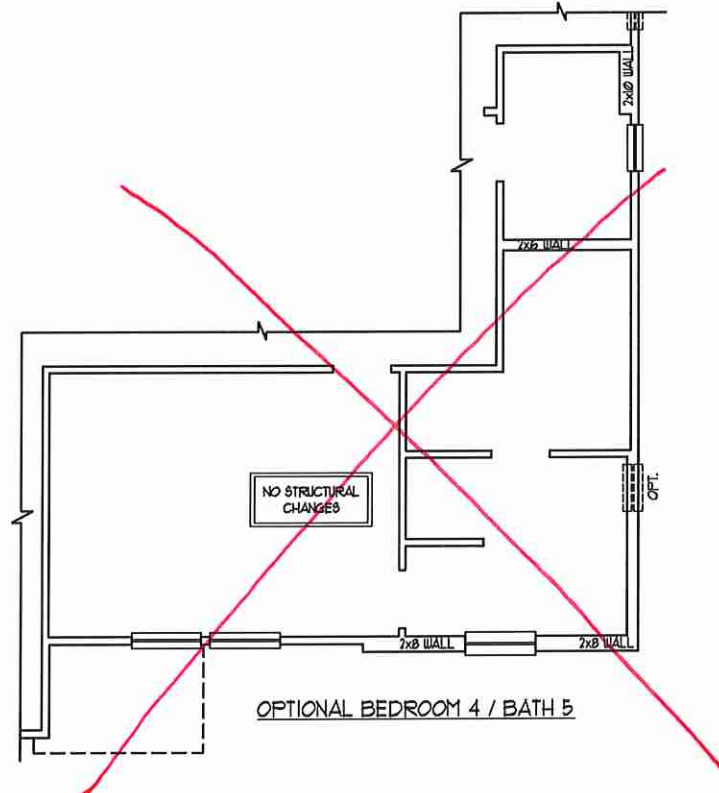 2x10 WALL
2x6 WALL
NO STRUCTURAL
CHANGES
OPT.
2x8 WALL
2x8 WALL
OPTIONAL BEDROOM 4 / BATH 5